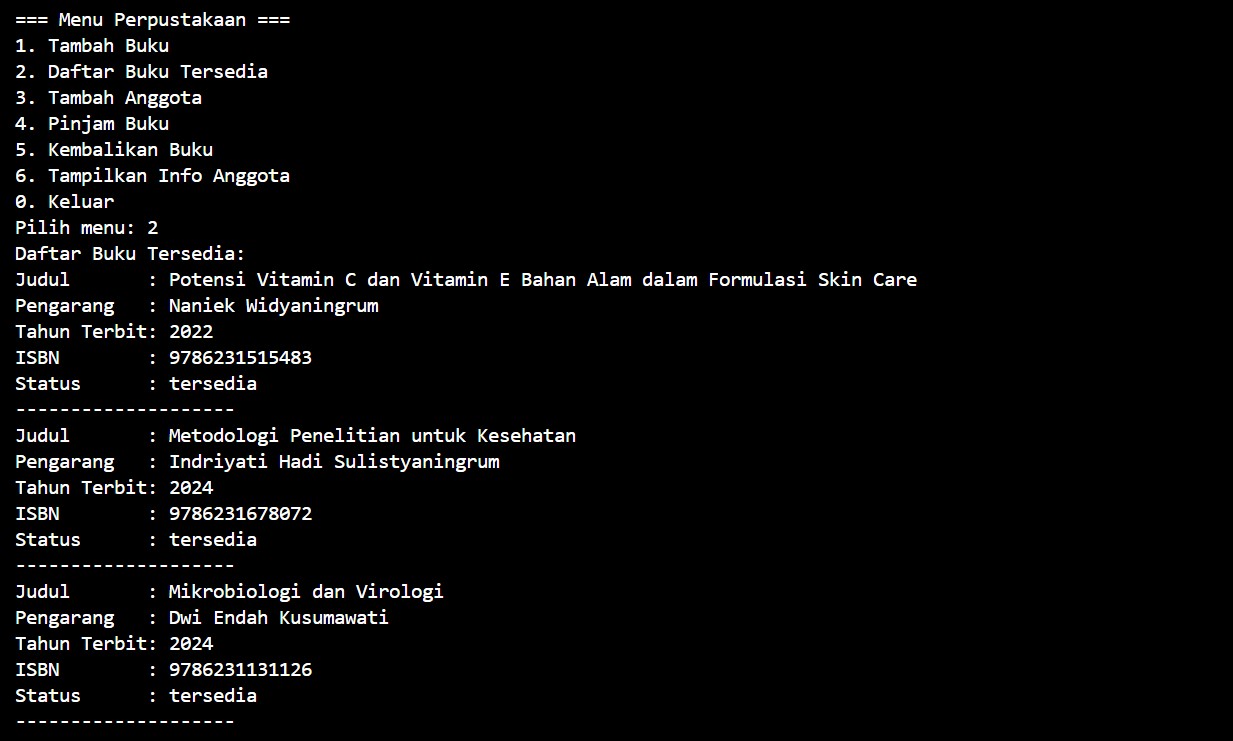 === Menu Perpustakaan ===
1. Tambah Buku
2. Daftar Buku Tersedia
3. Tambah Anggota
4. Pinjam Buku
5. Kembalikan Buku
6. Tampilkan Info Anggota
0. Keluar
Pilih menu: 2
Daftar Buku Tersedia:
Judul       : Potensi Vitamin C dan Vitamin E Bahan Alam dalam Formulasi Skin Care
Pengarang   : Naniek Widyaningrum
Tahun Terbit: 2022
ISBN        : 9786231515483
Status      : tersedia
--------------------
Judul       : Metodologi Penelitian untuk Kesehatan
Pengarang   : Indriyati Hadi Sulistyaningrum
Tahun Terbit: 2024
ISBN        : 9786231678072
Status      : tersedia
--------------------
Judul       : Mikrobiologi dan Virologi
Pengarang   : Dwi Endah Kusumawati
Tahun Terbit: 2024
ISBN        : 9786231131126
Status      : tersedia
--------------------